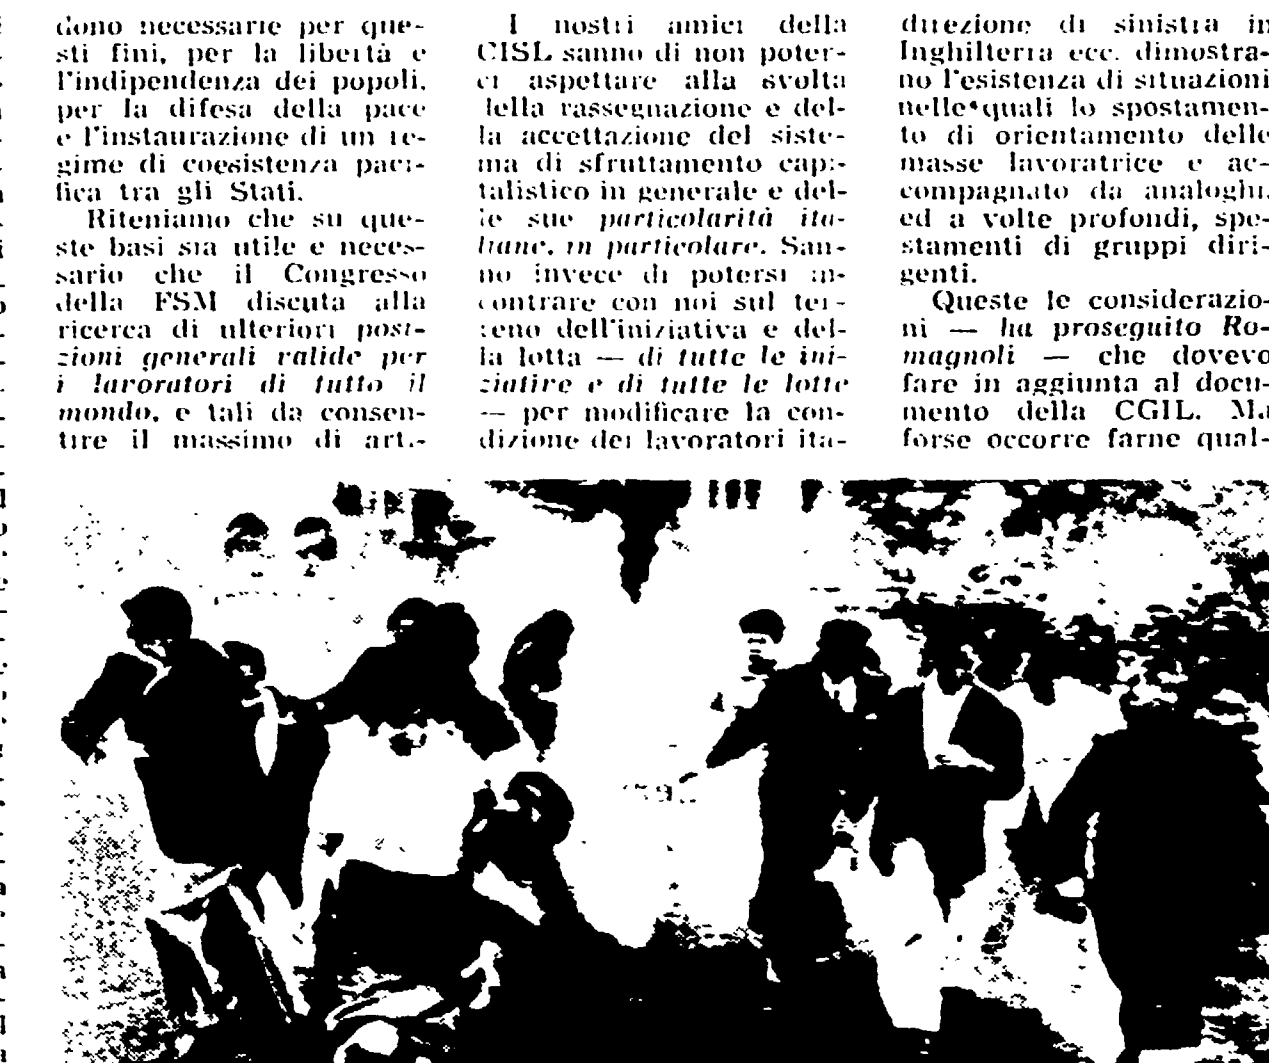 dono necessarie per que-
sti fini, per la libertà e
l'indipendenza dei popoli,
per la difesa della pace
e l'instaurazione di un re-
gime di coesistenza paci-
fica tra gli Stati.
Riteniamo che su que-
ste basi sia utile e neces-
sario che il Congresso
della FSM discuta alla
ricerca di ulteriori posi-
zioni generali valide per
i lavoratori di tutto il
mondo, e tali da consen-
tire il massimo di arti-
I nostri amici della
CISL sanno di non poter-
ci aspettare alla svolta
della rassegnazione e del-
la accettazione del siste-
ma di sfruttamento capi-
talistico in generale e del-
le sue particolarità ita-
liane, in particolare. San-
no invece di potersi in-
contrare con noi sul ter-
reno dell'iniziativa e del-
la lotta — di tutte le ini-
ziative e di tutte le lotte
— per modificare la con-
dizione dei lavoratori ita-
direzione di sinistra in
Inghilterra ecc. dimostra-
no l'esistenza di situazioni
nelle quali lo spostamen-
to di orientamento delle
masse lavoratrice e ac-
compagnato da analoghi,
ed a volte profondi, spo-
stamenti di gruppi diri-
genti.
Queste le considerazio-
ni — ha proseguito Ro-
magnoli — che dovevo
fare in aggiunta al docu-
mento della CGIL. Ma
forse occorre farne qual-